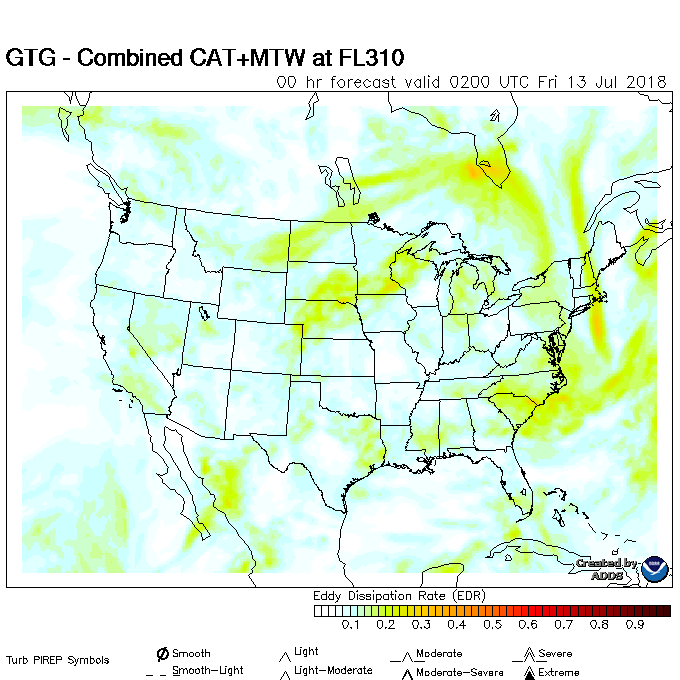 GTG - Combined CAT+MTW at FL310
00 hr forecast valid 0200 UTC Fri 13 Jul 2018
NOAA
Created by
ADDS
Eddy Dissipation Rate (EDR)
0.1 0.2 0.3 0.4 0.5 0.6 0.7 0.8 0.9
Turb PIREP Symbols
Smooth Light Moderate Severe
Smooth-Light Light-Moderate Moderate-Severe Extreme